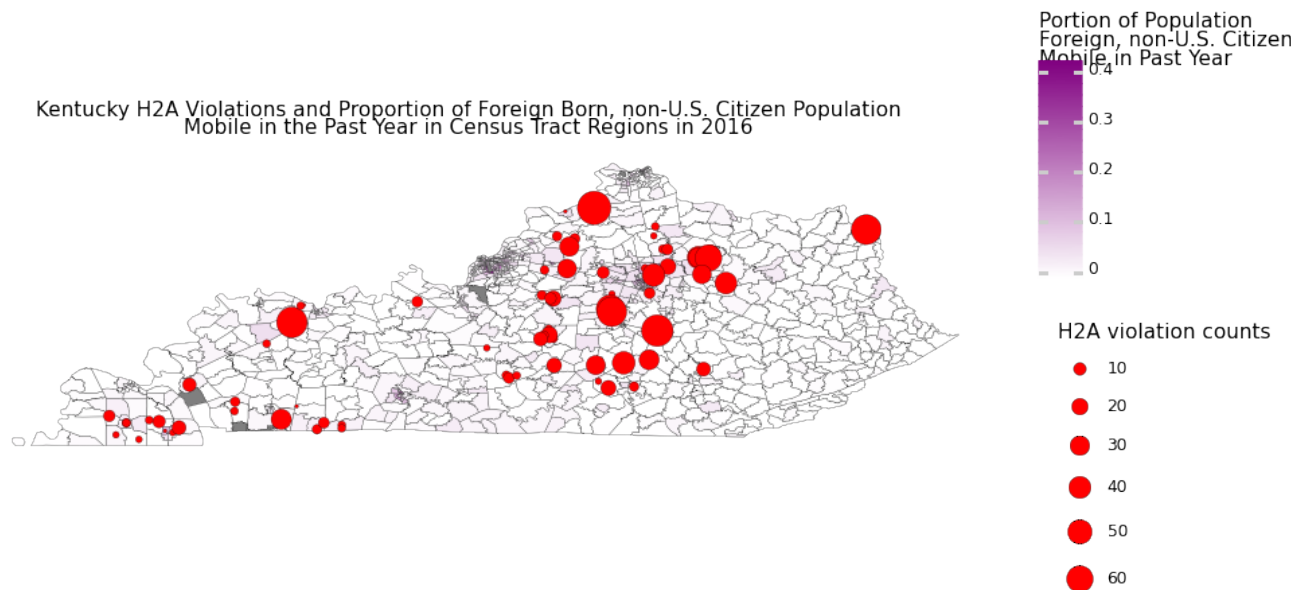 Portion of Population
Foreign, non-U.S. Citizen
Mobile in Past Year
Kentucky H2A Violations and Proportion of Foreign Born, non-U.S. Citizen Population
Mobile in the Past Year in Census Tract Regions in 2016
0.4
0.3
0.2
0.1
0
H2A violation counts
10
20
30
40
50
60